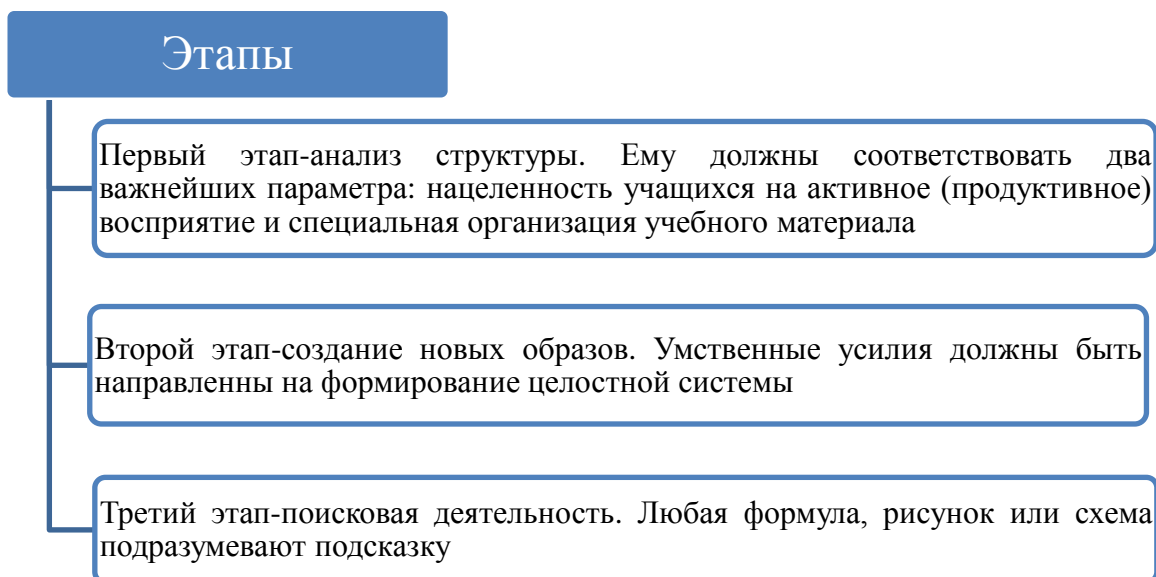 Этапы
Первый этап-анализ структуры. Ему должны соответствовать два
важнейших параметра: нацеленность учащихся на активное (продуктивное)
восприятие и специальная организация учебного материала
Второй этап-создание новых образов. Умственные усилия должны быть
направленны на формирование целостной системы
Третий этап-поисковая деятельность. Любая формула, рисунок или схема
подразумевают подсказку